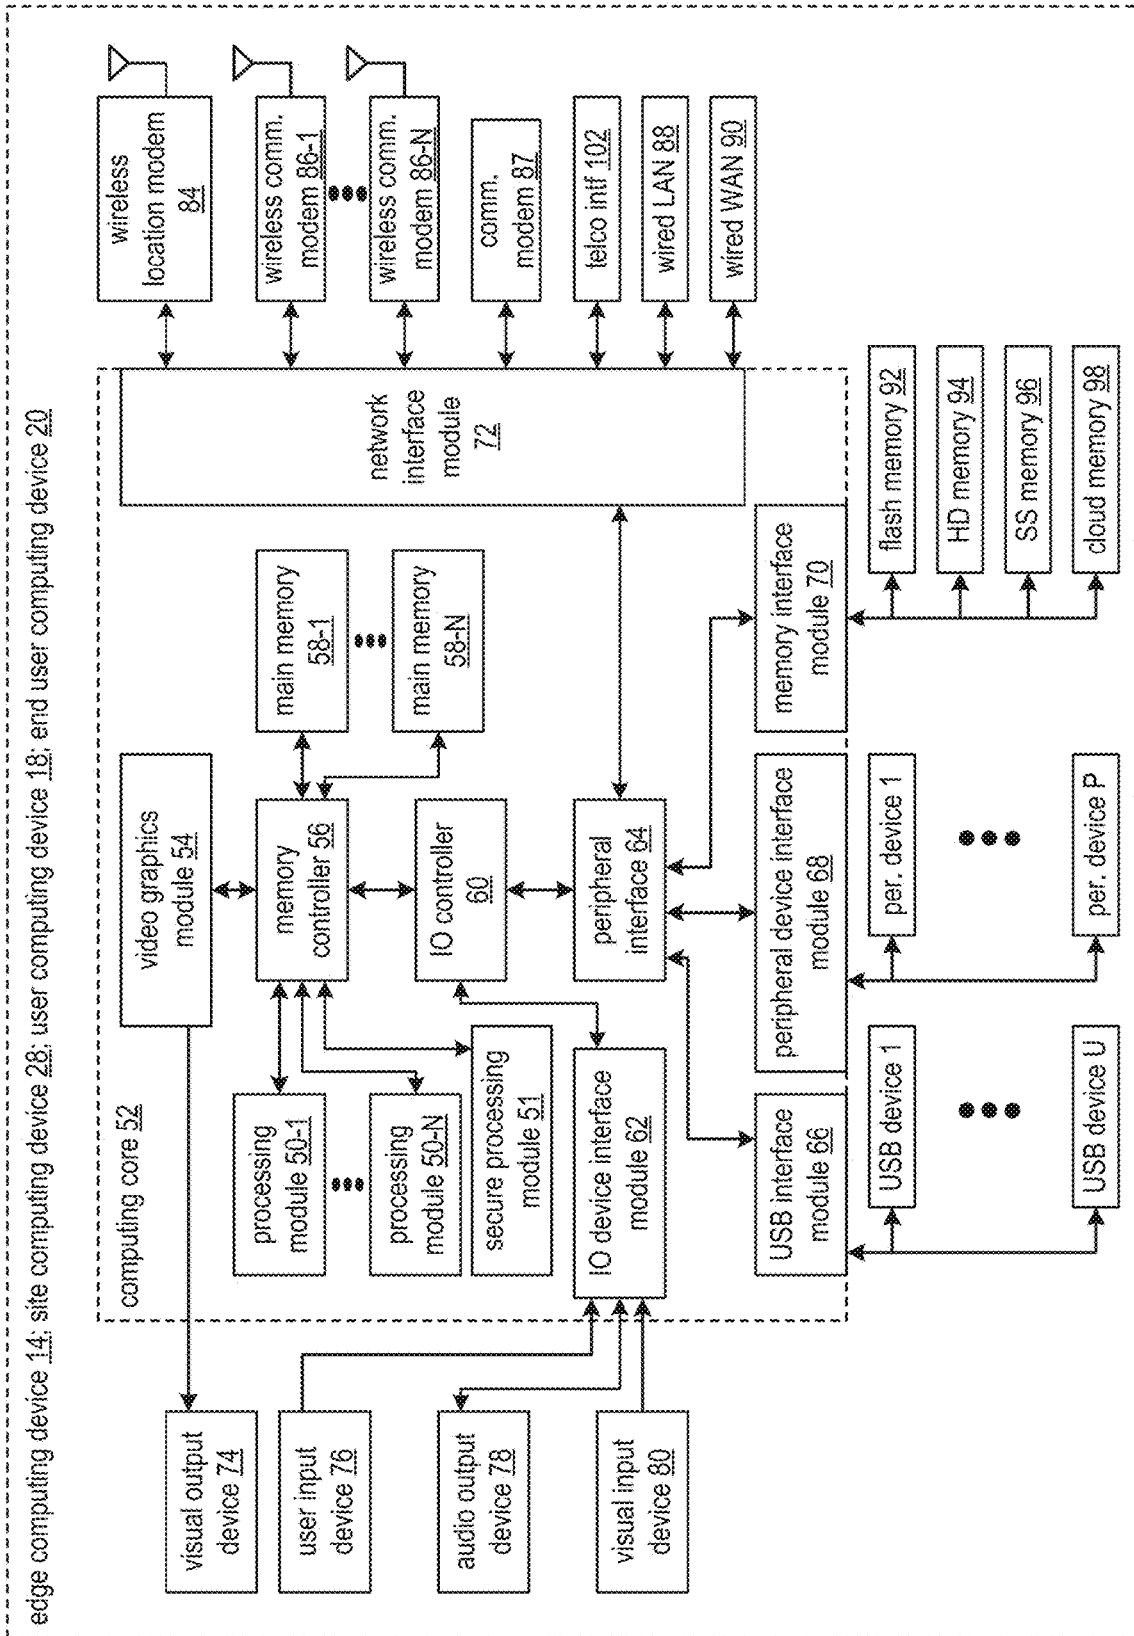 edge computing device 14; site computing device 28; user computing device 18; end user computing device 20
computing core 52
visual output
device 74
user input
device 76
audio output
device 78
visual input
device 80
video graphics
module 54
processing
module 50-1
processing
module 50-N
secure processing
module 51
memory
controller 56
main memory
58-1
main memory
58-N
IO controller
60
IO device interface
module 62
peripheral
interface 64
USB interface
module 66
peripheral device interface
module 68
memory interface
module 70
network
interface
module
72
wireless
location modem
84
wireless comm.
modem 86-1
wireless comm.
modem 86-N
comm.
modem 87
telco intf 102
wired LAN 88
wired WAN 90
USB device 1
USB device U
per. device 1
per. device P
flash memory 92
HD memory 94
SS memory 96
cloud memory 98